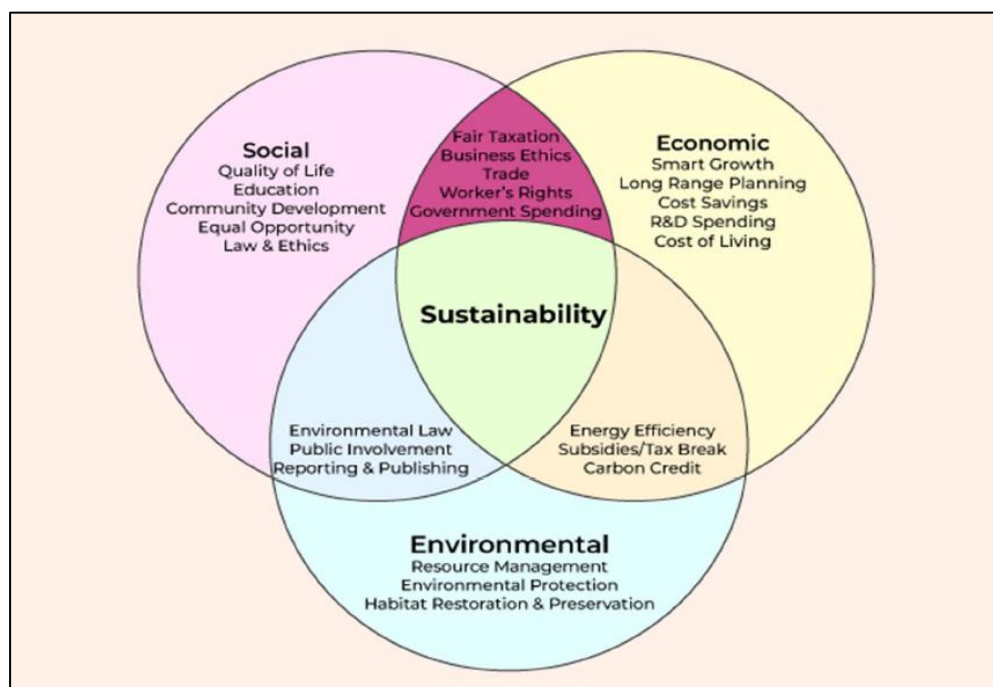 Social
Quality of Life
Education
Community Development
Equal Opportunity
Law & Ethics
Fair Taxation
Business Ethics
Trade
Worker's Rights
Government Spending
Economic
Smart Growth
Long Range Planning
Cost Savings
R&D Spending
Cost of Living
Sustainability
Environmental Law
Public Involvement
Reporting & Publishing
Energy Efficiency
Subsidies/Tax Break
Carbon Credit
Environmental
Resource Management
Environmental Protection
Habitat Restoration & Preservation